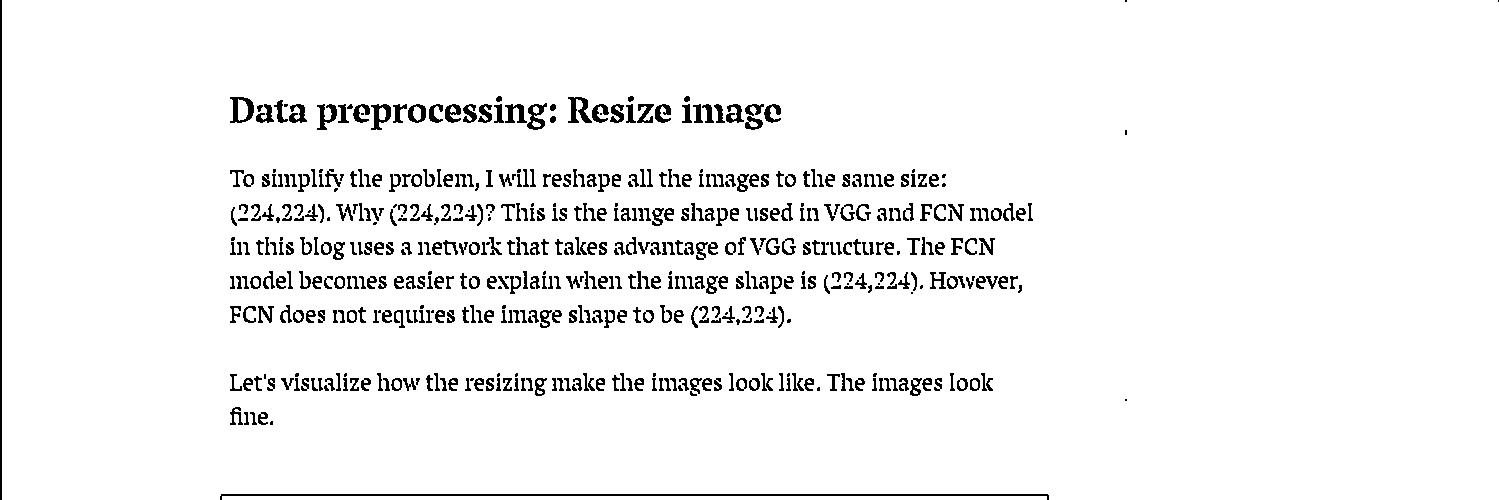 Data preprocessing: Resize image
To simplify the problem, I will reshape all the images to the same size:
(224,224). Why (224,224)? This is the iamge shape used in VGG and FCN model
in this blog uses a network that takes advantage of VGG structure. The FCN
model becomes easier to explain when the image shape is (224,224). However,
FCN does not requires the image shape to be (224,224).
Let's visualize how the resizing make the images look like. The images look
fine.